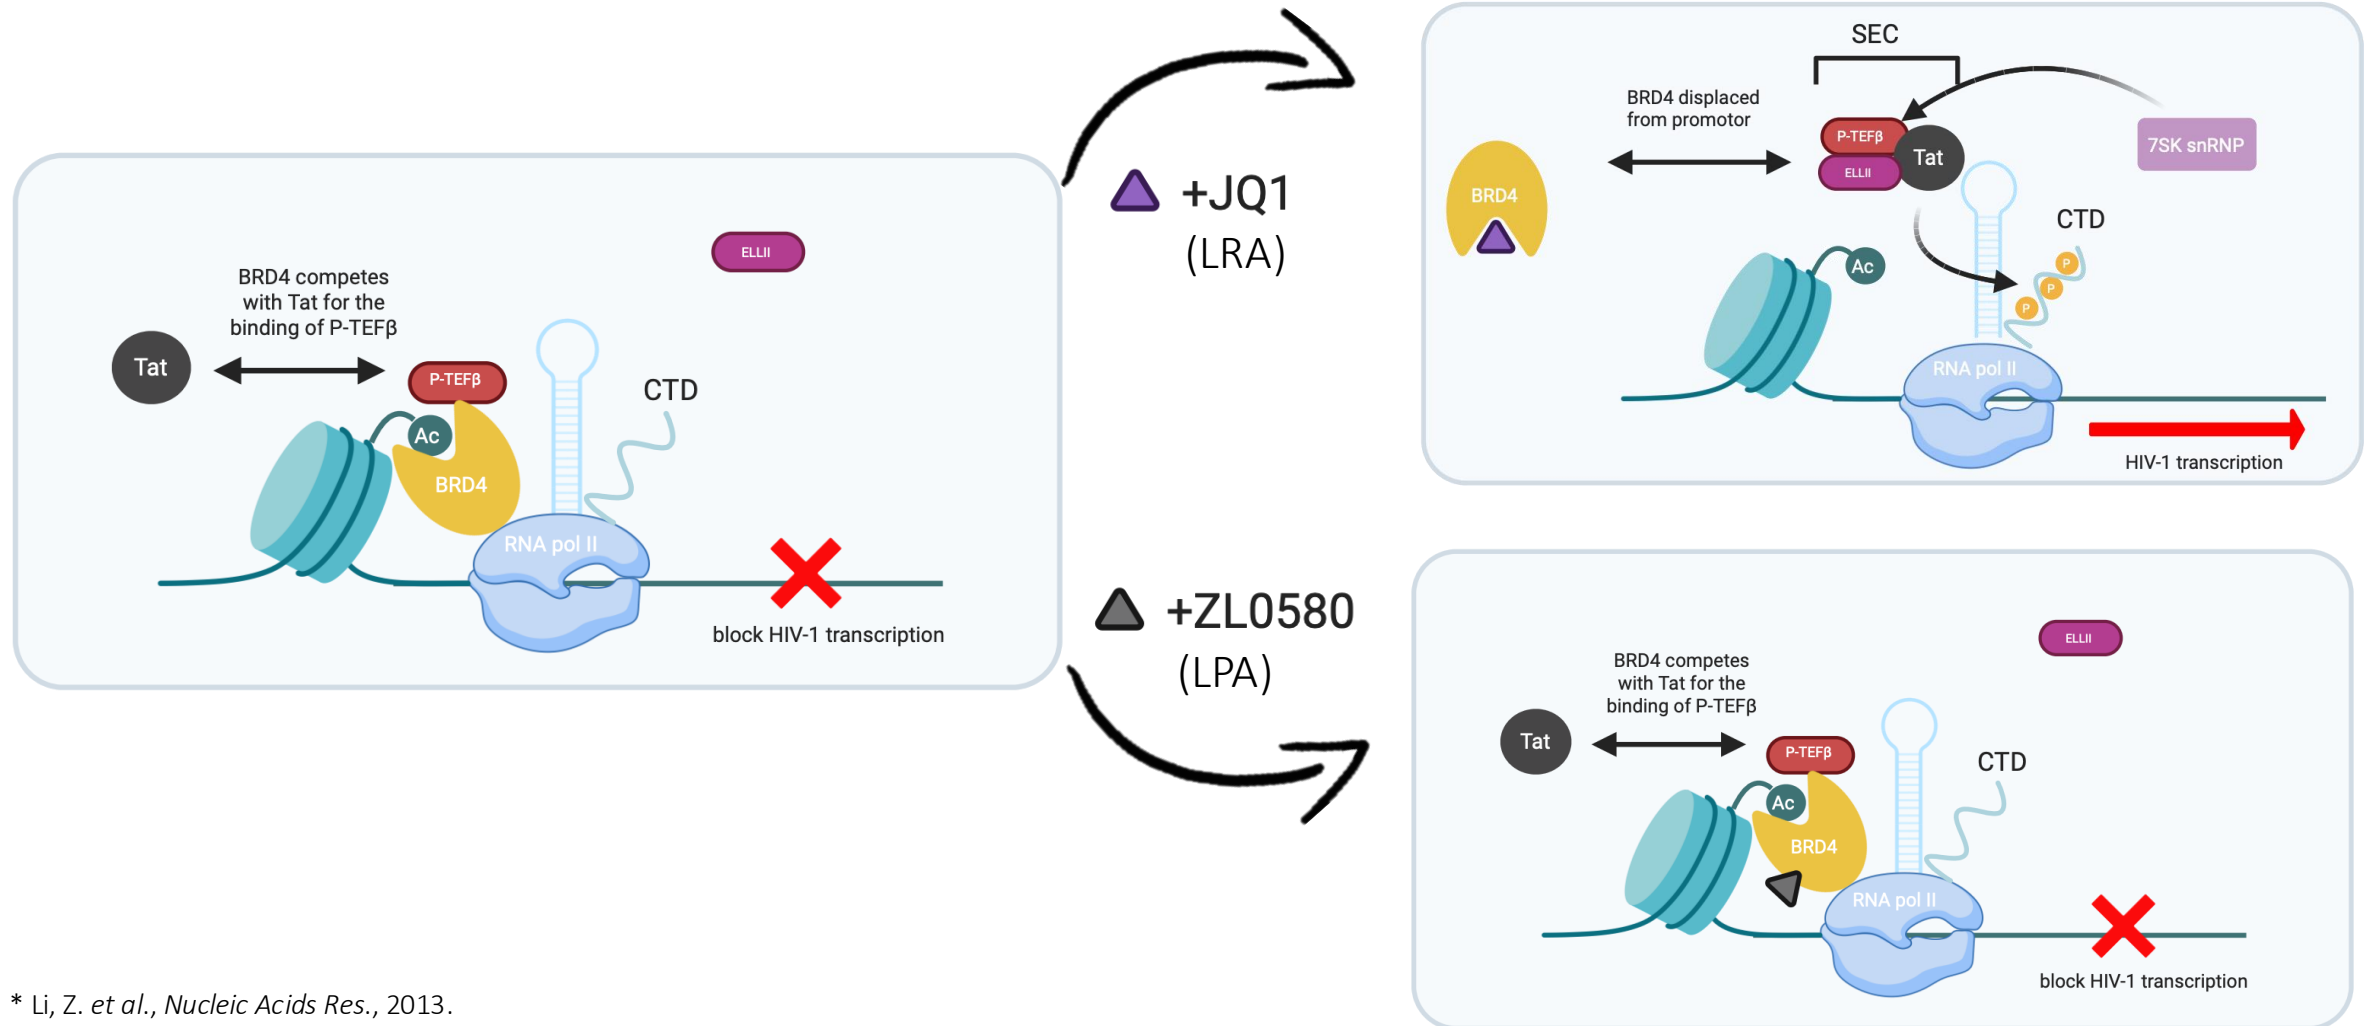 BRD4 competes
with Tat for the
binding of P-TEFβ
ELLII
Tat
P-TEFβ
CTD
Ac
BRD4
RNA pol II
block HIV-1 transcription
+JQ1
(LRA)
+ZL0580
(LPA)
SEC
BRD4 displaced
from promotor
P-TEFβ
ELLII
Tat
7SK snRNP
BRD4
CTD
Ac
P
P
P
RNA pol II
HIV-1 transcription
ELLII
BRD4 competes
with Tat for the
binding of P-TEFβ
Tat
P-TEFβ
CTD
Ac
BRD4
RNA pol II
block HIV-1 transcription
* Li, Z. et al., Nucleic Acids Res., 2013.